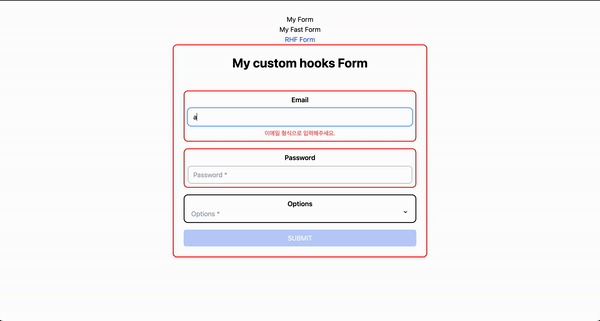 My Form
My Fast Form
RHF Form
My custom hooks Form
Email
a
이메일 형식으로 입력해주세요.
Password
Password *
Options
Options *
SUBMIT